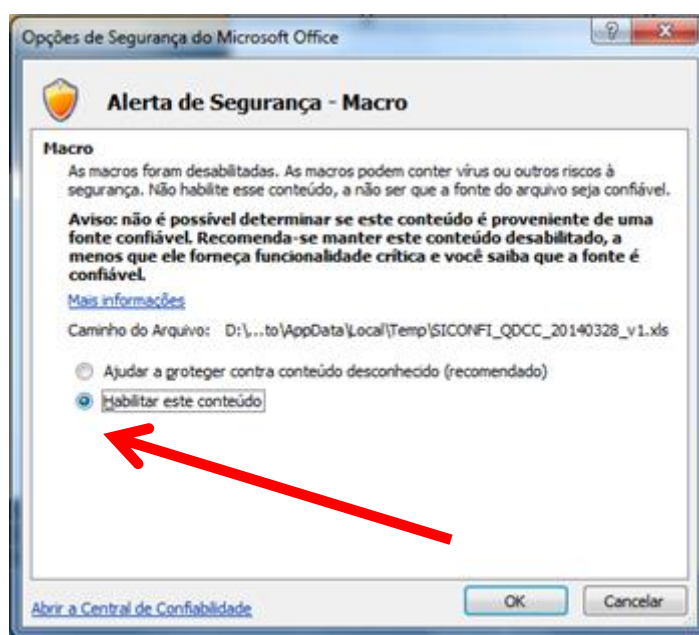 Opções de Segurança do Microsoft Office
Alerta de Segurança - Macro
Macro
As macros foram desabilitadas. As macros podem conter vírus ou outros riscos à
segurança. Não habilite esse conteúdo, a não ser que a fonte do arquivo seja confiável.
Aviso: não é possível determinar se este conteúdo é proveniente de uma
fonte confiável. Recomenda-se manter este conteúdo desabilitado, a
menos que ele forneça funcionalidade crítica e você saiba que a fonte é
confiável.
Mais informações
Caminho do Arquivo: D:\...to\AppData\Local\Temp\SICONFI_QDCC_20140328_v1.xls
Ajudar a proteger contra conteúdo desconhecido (recomendado)
Habilitar este conteúdo
Abrir a Central de Confiabilidade
OK
Cancelar